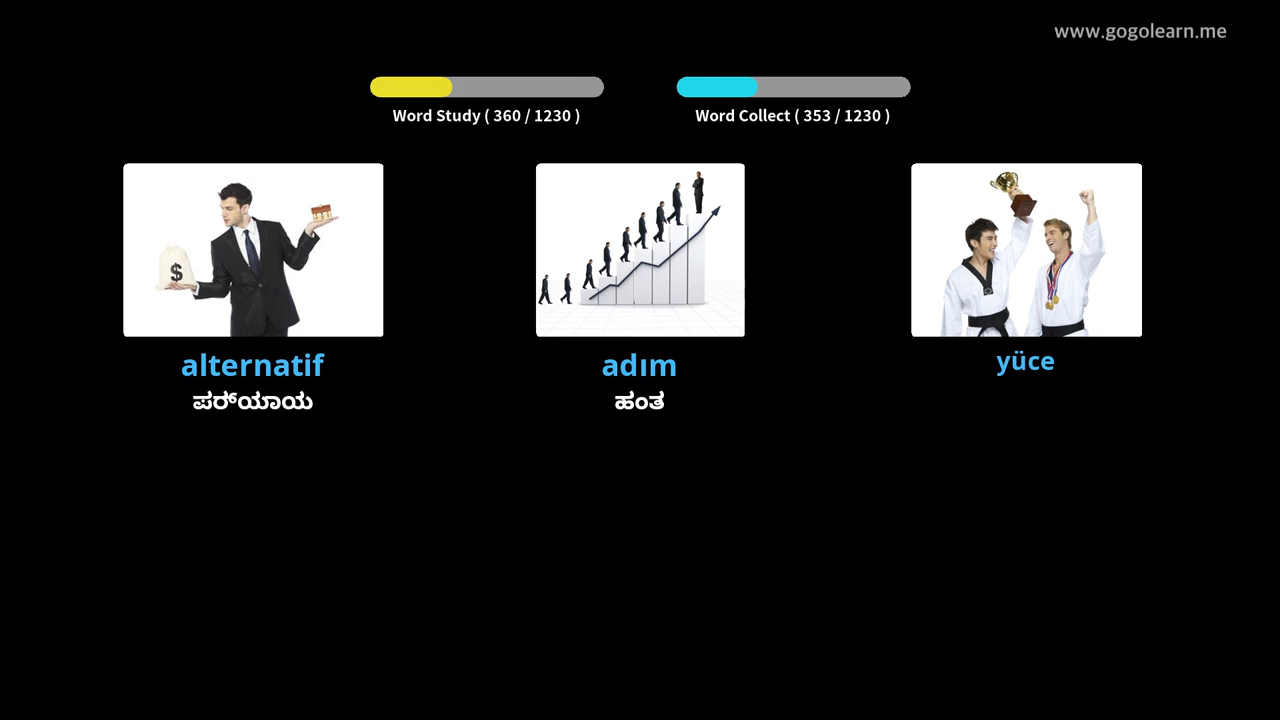 www.gogolearn.me
Word Study ( 360 / 1230 )
Word Collect ( 353 / 1230 )
$
alternatif
ಪರ‍್ಯಾಯ
adım
ಹಂತ
yüce